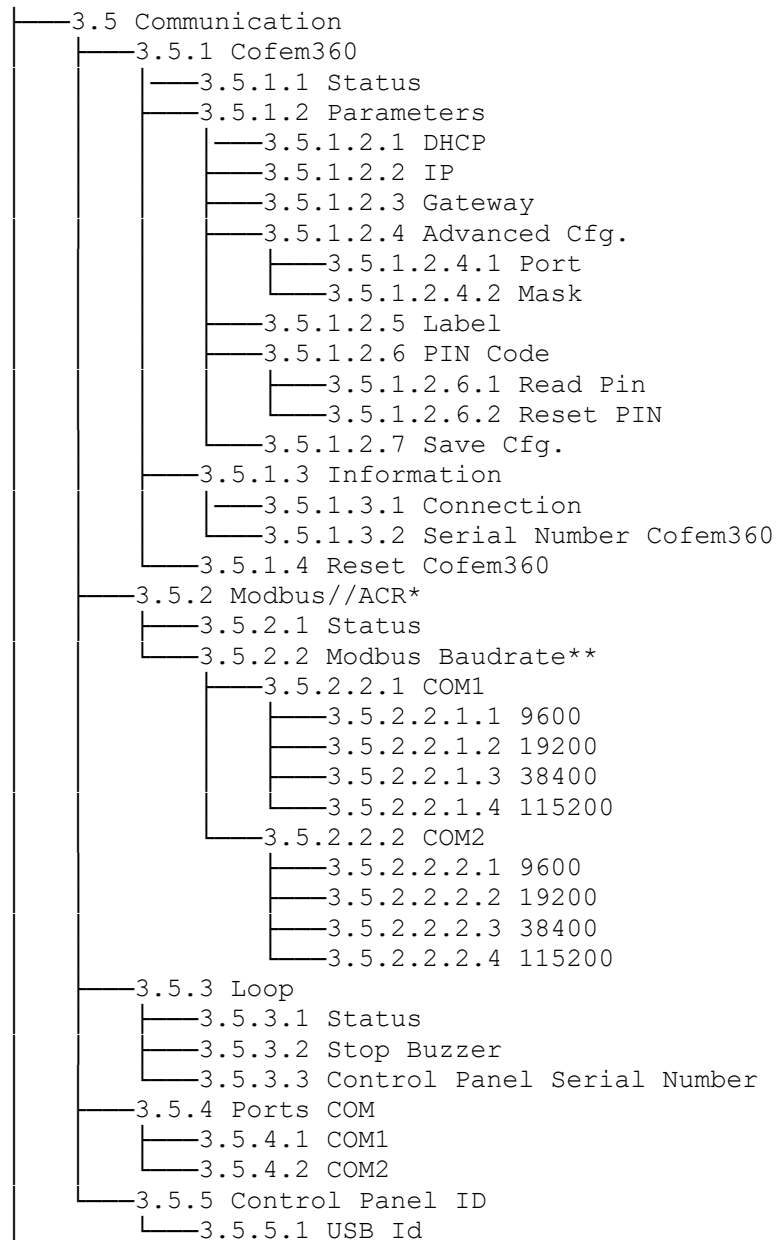 3.5 Communication
3.5.1 Cofem360
3.5.1.1 Status
3.5.1.2 Parameters
3.5.1.2.1 DHCP
3.5.1.2.2 IP
3.5.1.2.3 Gateway
3.5.1.2.4 Advanced Cfg.
3.5.1.2.4.1 Port
3.5.1.2.4.2 Mask
3.5.1.2.5 Label
3.5.1.2.6 PIN Code
3.5.1.2.6.1 Read Pin
3.5.1.2.6.2 Reset PIN
3.5.1.2.7 Save Cfg.
3.5.1.3 Information
3.5.1.3.1 Connection
3.5.1.3.2 Serial Number Cofem360
3.5.1.4 Reset Cofem360
3.5.2 Modbus//ACR*
3.5.2.1 Status
3.5.2.2 Modbus Baudrate**
3.5.2.2.1 COM1
3.5.2.2.1.1 9600
3.5.2.2.1.2 19200
3.5.2.2.1.3 38400
3.5.2.2.1.4 115200
3.5.2.2.2 COM2
3.5.2.2.2.1 9600
3.5.2.2.2.2 19200
3.5.2.2.2.3 38400
3.5.2.2.2.4 115200
3.5.3 Loop
3.5.3.1 Status
3.5.3.2 Stop Buzzer
3.5.3.3 Control Panel Serial Number
3.5.4 Ports COM
3.5.4.1 COM1
3.5.4.2 COM2
3.5.5 Control Panel ID
3.5.5.1 USB Id